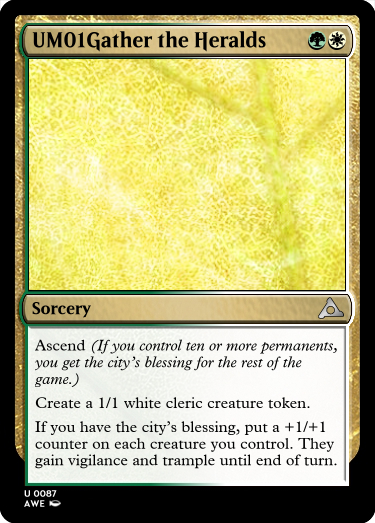 UM01Gather the Heralds
Sorcery
Ascend (If you control ten or more permanents,
you get the city's blessing for the rest of the
game.)
Create a 1/1 white cleric creature token.
If you have the city's blessing, put a +1/+1
counter on each creature you control. They
gain vigilance and trample until end of turn.
U 0087
AWE